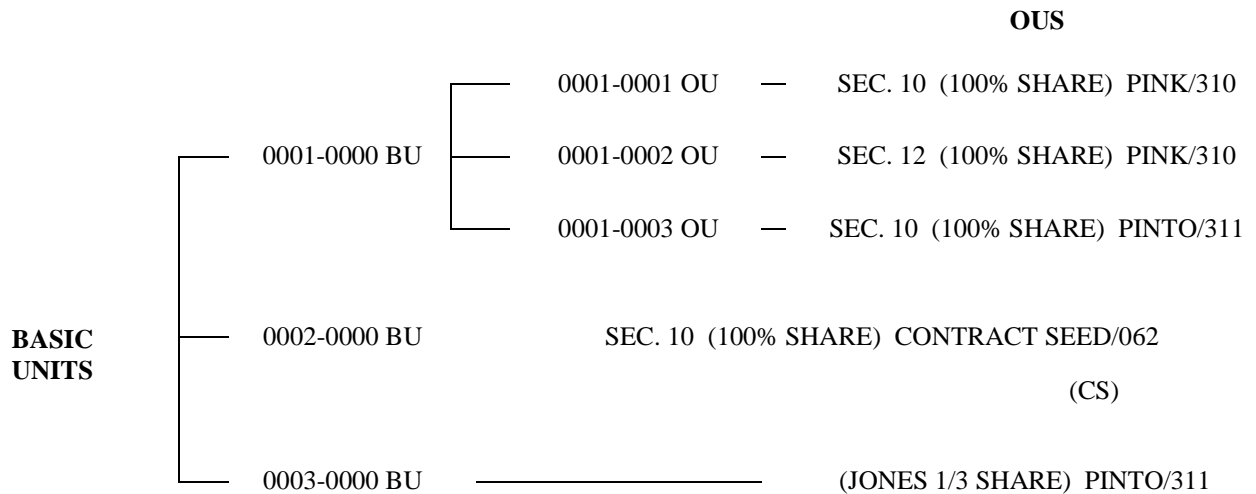 OUS
0001-0001 OU — SEC. 10 (100% SHARE) PINK/310
0001-0000 BU 0001-0002 OU — SEC. 12 (100% SHARE) PINK/310
0001-0003 OU — SEC. 10 (100% SHARE) PINTO/311
BASIC
UNITS
0002-0000 BU SEC. 10 (100% SHARE) CONTRACT SEED/062
(CS)
0003-0000 BU (JONES 1/3 SHARE) PINTO/311